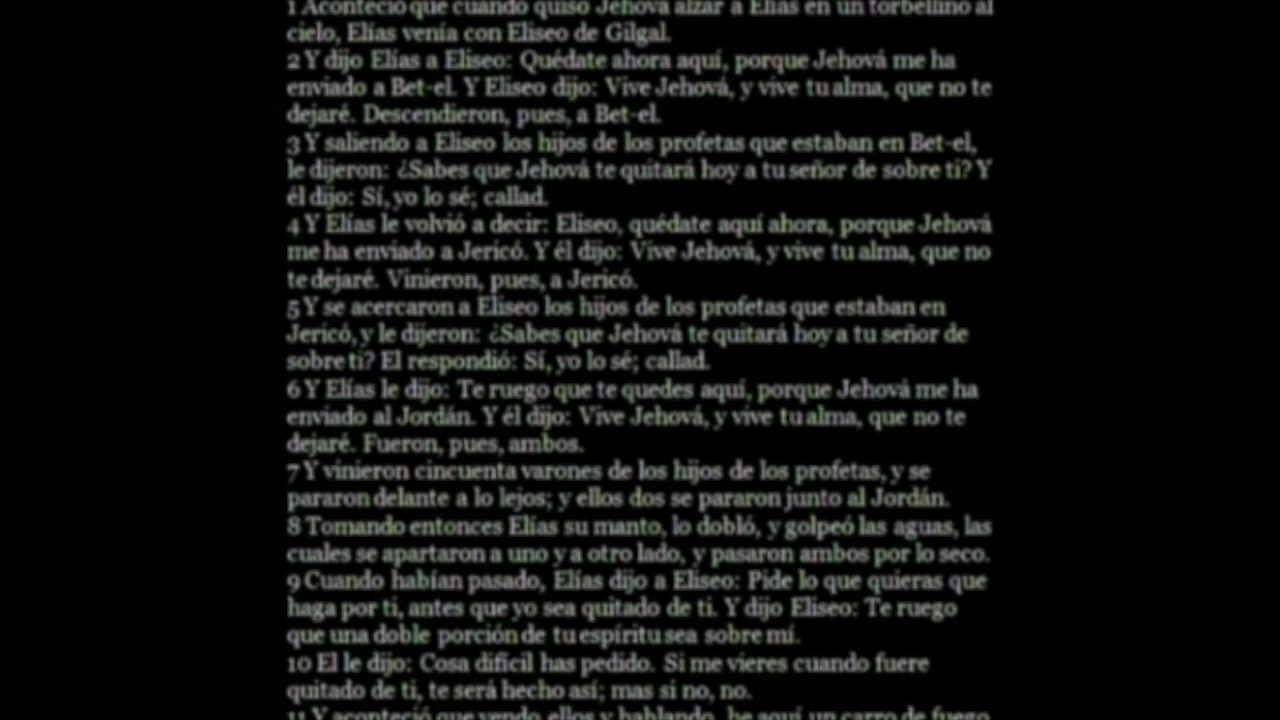 1 Aconteció que cuando quiso Jehová alzar a Elías en un torbellino al
cielo, Elías venía con Eliseo de Gilgal.
2 Y dijo Elías a Eliseo: Quédate ahora aquí, porque Jehová me ha
enviado a Bet-el. Y Eliseo dijo: Vive Jehová, y vive tu alma, que no te
dejaré. Descendieron, pues, a Bet-el.
3 Y saliendo a Eliseo los hijos de los profetas que estaban en Bet-el,
le dijeron: ¿Sabes que Jehová te quitará hoy a tu señor de sobre ti? Y
él dijo: Sí, yo lo sé; callad.
4 Y Elías le volvió a decir: Eliseo, quédate aquí ahora, porque Jehová
me ha enviado a Jericó. Y él dijo: Vive Jehová, y vive tu alma, que no
te dejaré. Vinieron, pues, a Jericó.
5 Y se acercaron a Eliseo los hijos de los profetas que estaban en
Jericó, y le dijeron: ¿Sabes que Jehová te quitará hoy a tu señor de
sobre ti? El respondió: Sí, yo lo sé; callad.
6 Y Elías le dijo: Te ruego que te quedes aquí, porque Jehová me ha
enviado al Jordán. Y él dijo: Vive Jehová, y vive tu alma, que no te
dejaré. Fueron, pues, ambos.
7 Y vinieron cincuenta varones de los hijos de los profetas, y se
pararon delante a lo lejos; y ellos dos se pararon junto al Jordán.
8 Tomando entonces Elías su manto, lo dobló, y golpeó las aguas, las
cuales se apartaron a uno y a otro lado, y pasaron ambos por lo seco.
9 Cuando habían pasado, Elías dijo a Eliseo: Pide lo que quieras que
haga por ti, antes que yo sea quitado de ti. Y dijo Eliseo: Te ruego
que una doble porción de tu espíritu sea sobre mí.
10 El le dijo: Cosa difícil has pedido. Si me vieres cuando fuere
quitado de ti, te será hecho así; mas si no, no.
11 Y aconteció que yendo ellos y hablando, he aquí un carro de fuego